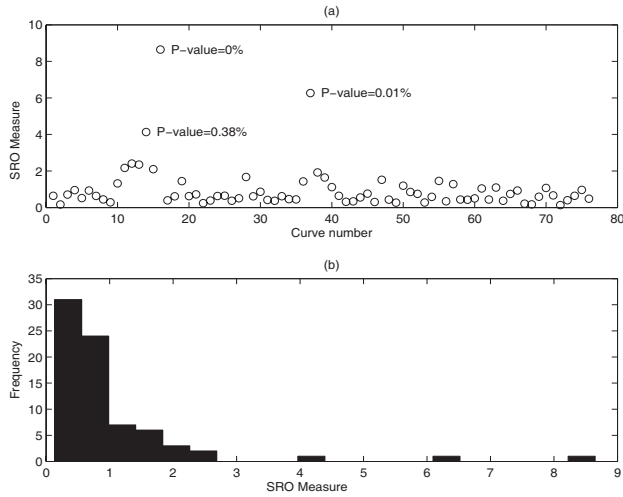 (a)
10
8
6
4
2
0
SRO Measure
P-value=0%
P-value=0.01%
P-value=0.38%
0 10 20 30 40 50 60 70 80
Curve number
(b)
35
30
25
20
15
10
5
0
Frequency
0 1 2 3 4 5 6 7 8 9
SRO Measure